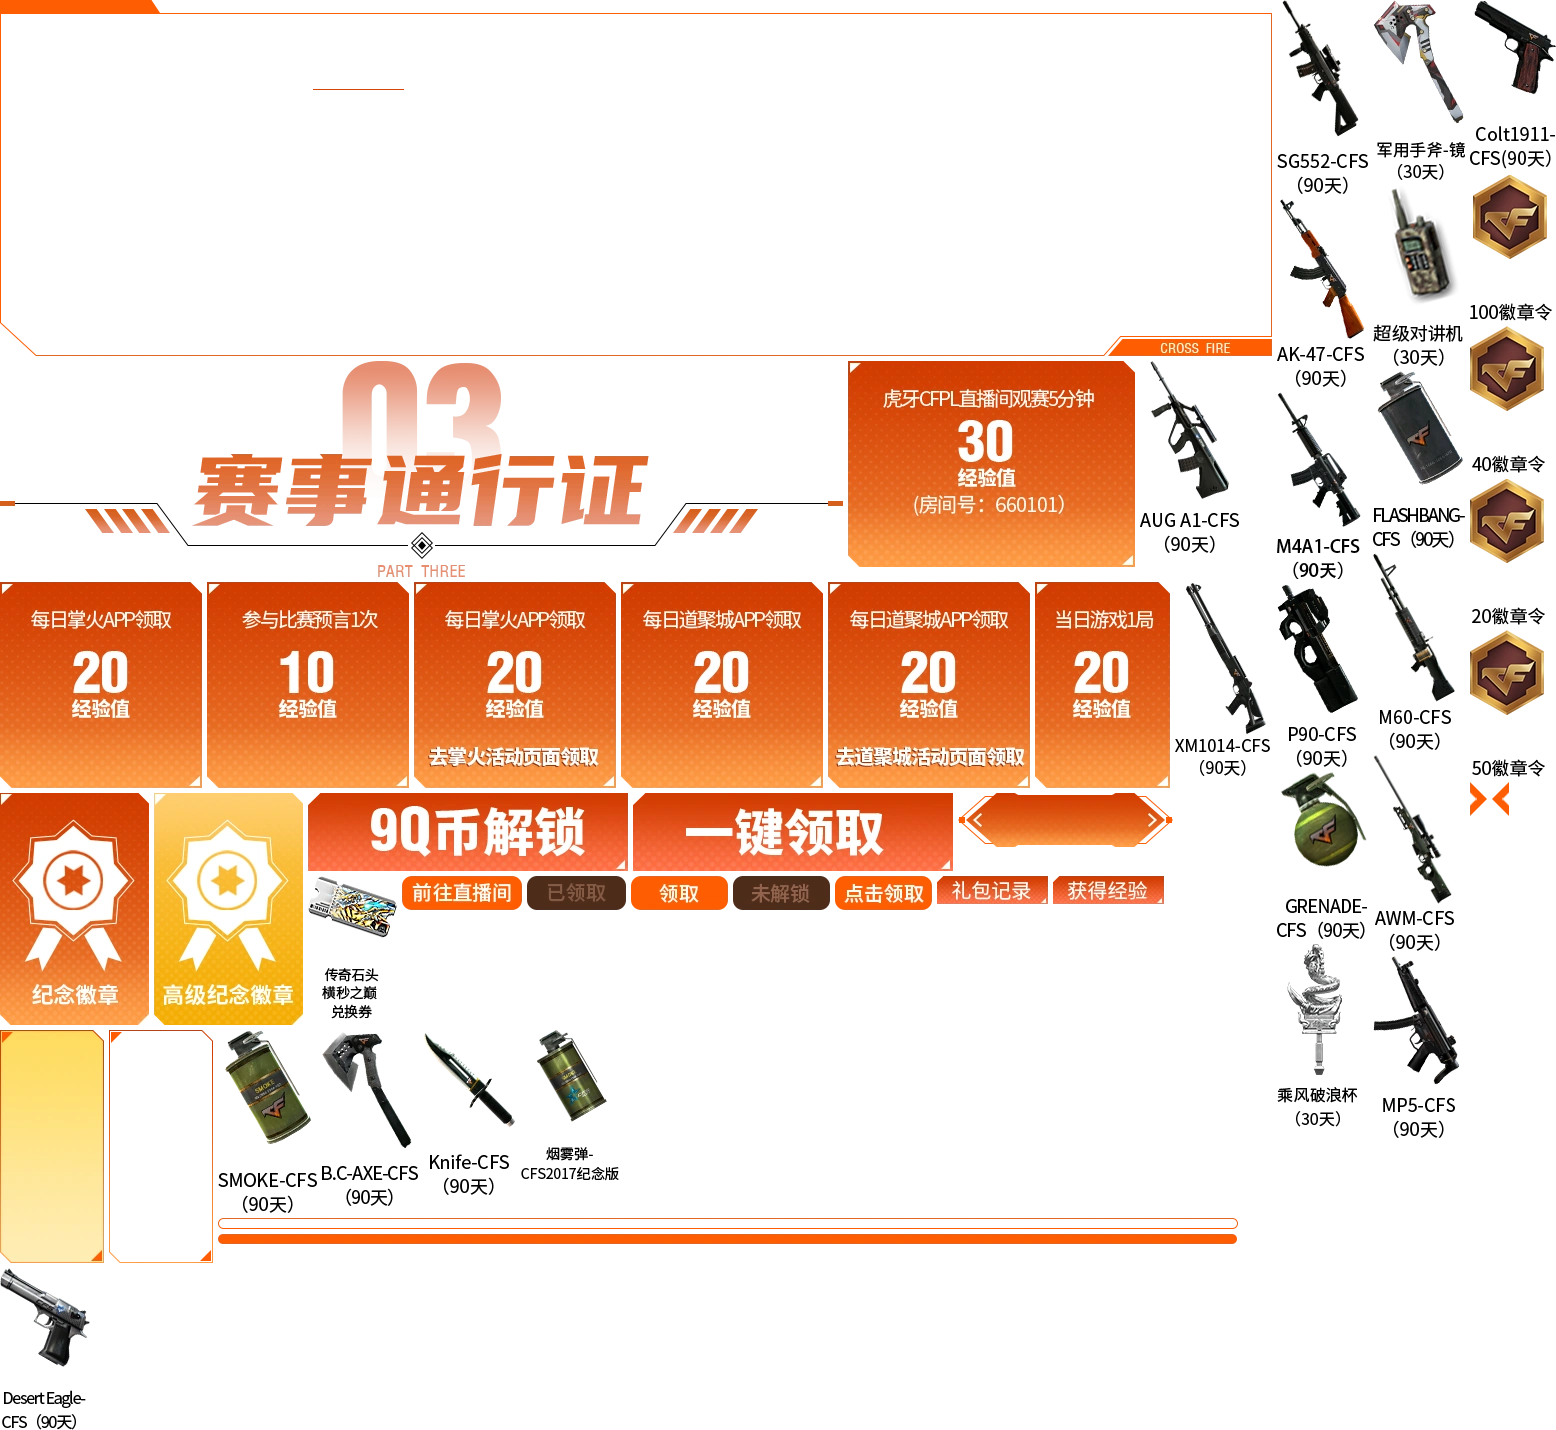 SG552-CFS
（90天）
军用手斧-镜
（30天）
Colt1911-
CFS(90天）
100徽章令
AK-47-CFS
（90天）
超级对讲机
（30天）
CROSS FIRE
03
赛事通行证
PART THREE
虎牙CFPL直播间观赛5分钟
30
经验值
(房间号：660101）
AUG A1-CFS
（90天）
M4A1-CFS
（90天）
FLASHBANG-
CFS（90天）
40徽章令
20徽章令
每日掌火APP领取
20
经验值
参与比赛预言1次
10
经验值
每日掌火APP领取
20
经验值
去掌火活动页面领取
每日道聚城APP领取
20
经验值
每日道聚城APP领取
20
经验值
去道聚城活动页面领取
当日游戏1局
20
经验值
XM1014-CFS
（90天）
P90-CFS
（90天）
M60-CFS
（90天）
50徽章令
纪念徽章
高级纪念徽章
9Q币解锁
一键领取
前往直播间
已领取
领取
未解锁
点击领取
礼包记录
获得经验
传奇石头
横秒之巅
兑换券
GRENADE-
CFS（90天）
AWM-CFS
（90天）
乘风破浪杯
（30天）
MP5-CFS
（90天）
SMOKE
SMOKE-CFS
（90天）
B.C-AXE-CFS
（90天）
Knife-CFS
（90天）
烟雾弹-
CFS2017纪念版
Desert Eagle-
CFS（90天）